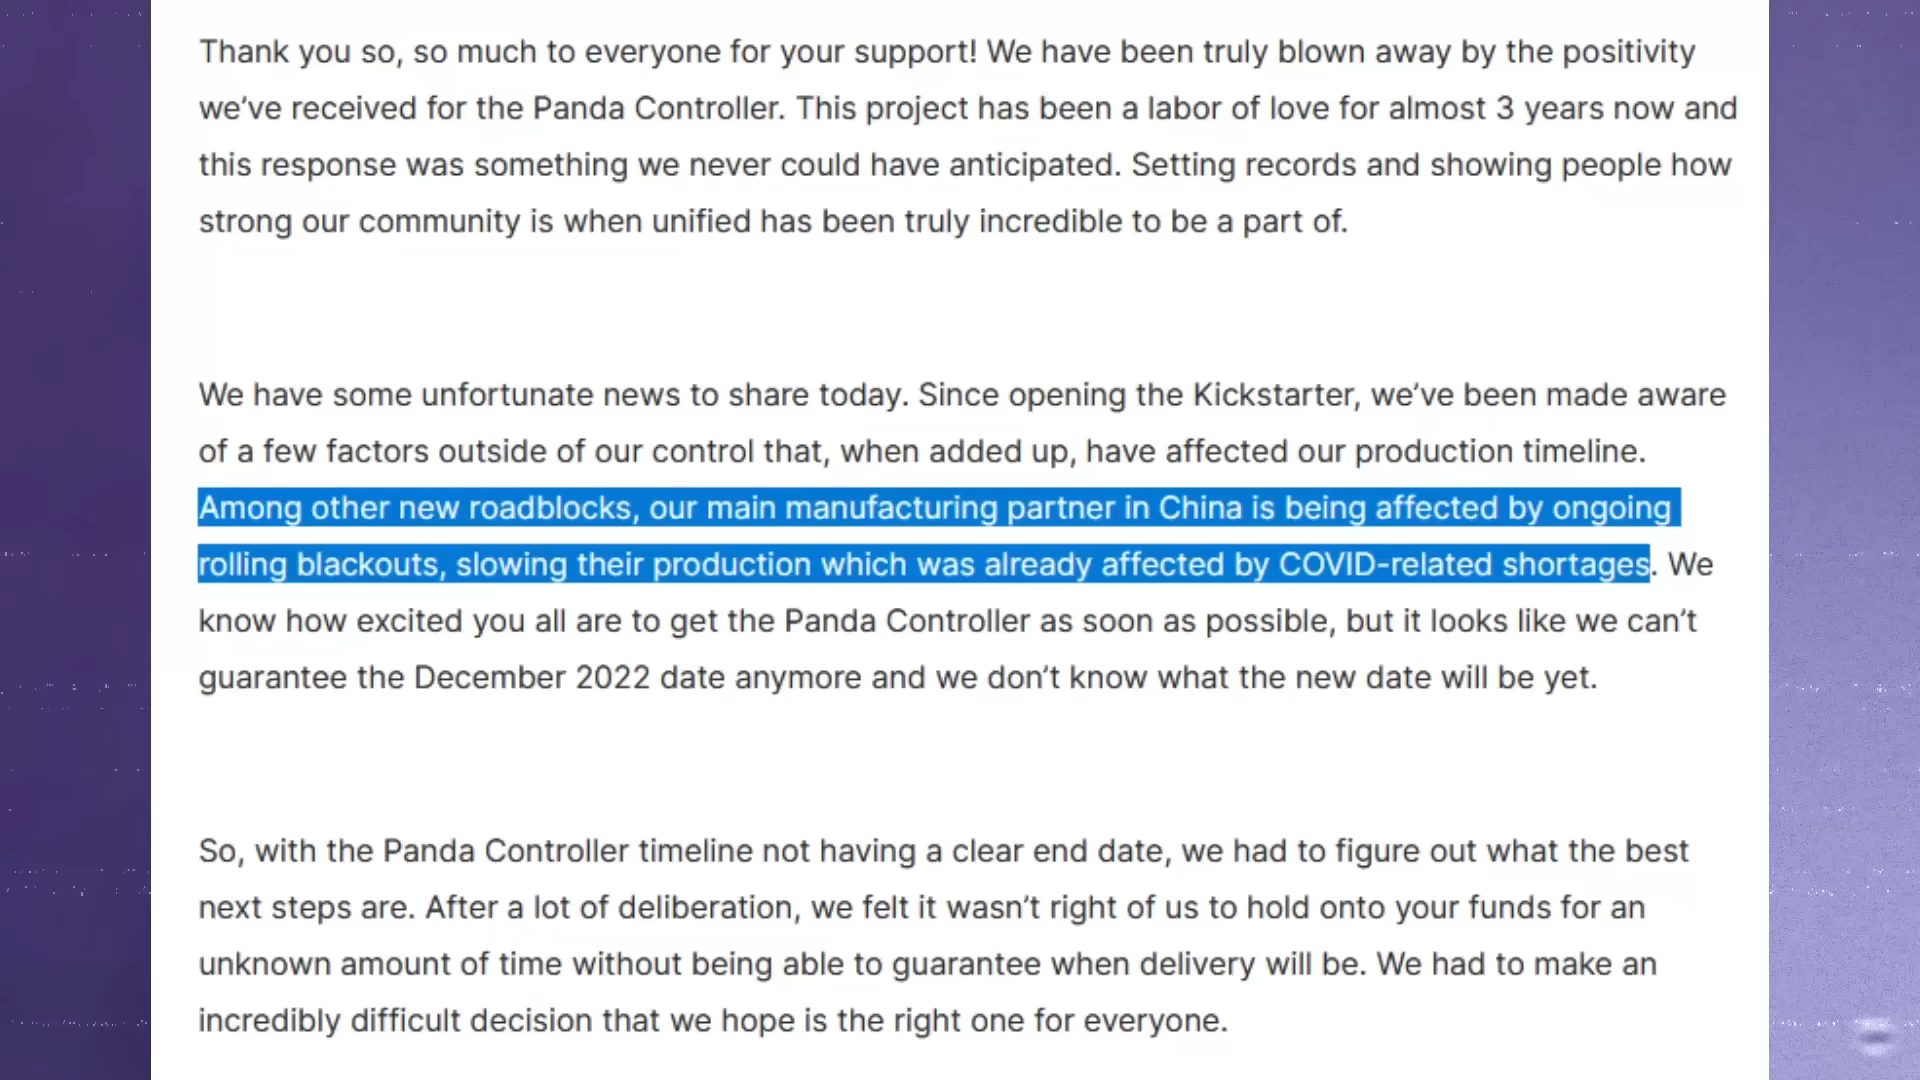 Thank you so, so much to everyone for your support! We have been truly blown away by the positivity
we’ve received for the Panda Controller. This project has been a labor of love for almost 3 years now and
this response was something we never could have anticipated. Setting records and showing people how
strong our community is when unified has been truly incredible to be a part of.
We have some unfortunate news to share today. Since opening the Kickstarter, we’ve been made aware
of a few factors outside of our control that, when added up, have affected our production timeline.
Among other new roadblocks, our main manufacturing partner in China is being affected by ongoing
rolling blackouts, slowing their production which was already affected by COVID-related shortages. We
know how excited you all are to get the Panda Controller as soon as possible, but it looks like we can’t
guarantee the December 2022 date anymore and we don’t know what the new date will be yet.
So, with the Panda Controller timeline not having a clear end date, we had to figure out what the best
next steps are. After a lot of deliberation, we felt it wasn’t right of us to hold onto your funds for an
unknown amount of time without being able to guarantee when delivery will be. We had to make an
incredibly difficult decision that we hope is the right one for everyone.